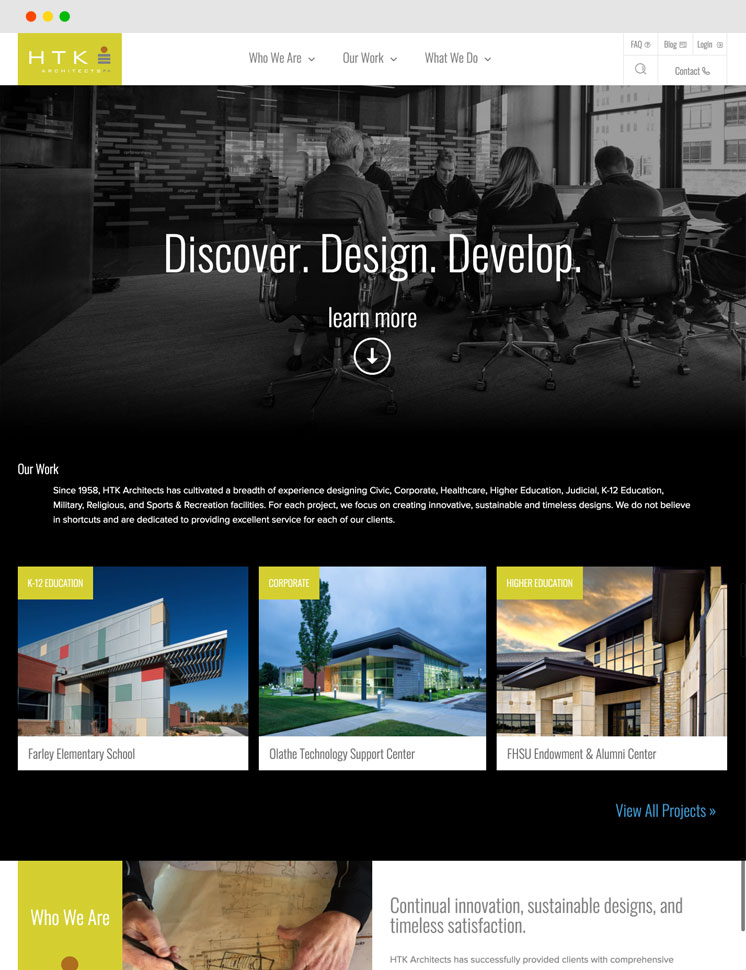 HTK
ARCHITECTS
Who We Are
Our Work
What We Do
FAQ
Blog
Login
Contact
Discover. Design. Develop.
learn more
Our Work
Since 1958, HTK Architects has cultivated a breadth of experience designing Civic, Corporate, Healthcare, Higher Education, Judicial, K-12 Education,
Military, Religious, and Sports & Recreation facilities. For each project, we focus on creating innovative, sustainable and timeless designs. We do not believe
in shortcuts and are dedicated to providing excellent service for each of our clients.
K-12 EDUCATION
CORPORATE
HIGHER EDUCATION
Farley Elementary School
Olathe Technology Support Center
FHSU Endowment & Alumni Center
View All Projects »
Who We Are
Continual innovation, sustainable designs, and
timeless satisfaction.
HTK Architects has successfully provided clients with comprehensive